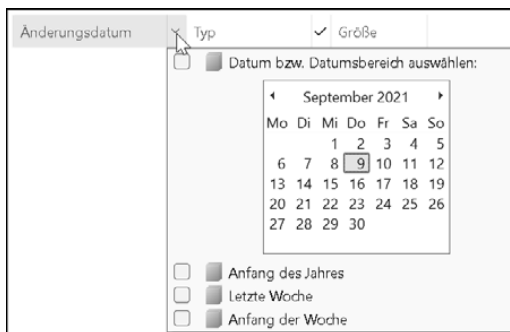 Änderungsdatum Typ Größe
Datum bzw. Datumsbereich auswählen:
September 2021
Mo Di Mi Do Fr Sa So
1 2 3 4 5
6 7 8 9 10 11 12
13 14 15 16 17 18 19
20 21 22 23 24 25 26
27 28 29 30
Anfang des Jahres
Letzte Woche
Anfang der Woche